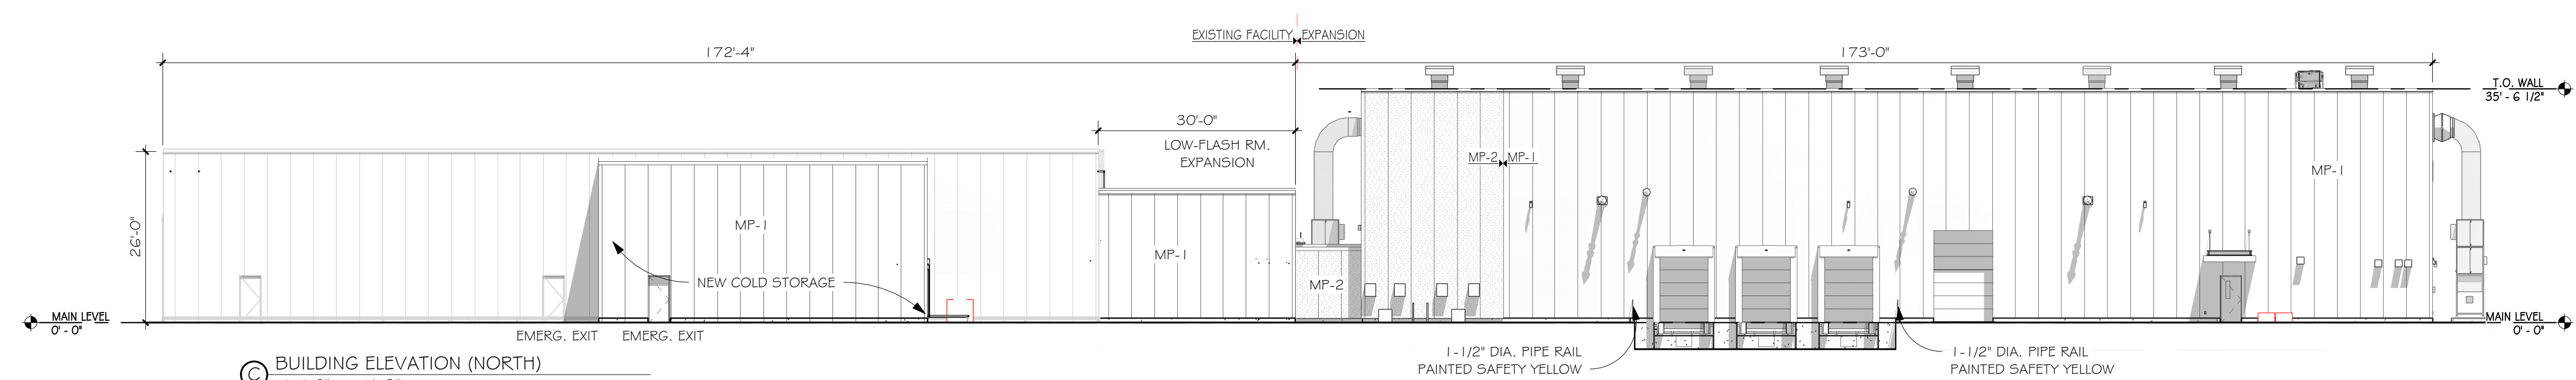 EXISTING FACILITY EXPANSION
172'-4"
173'-0"
T.O. WALL
35' - 6 1/2"
30'-0"
LOW-FLASH RM.
EXPANSION
MP-2 MP-1
MP-1
26'-0"
MP-1
MP-1
NEW COLD STORAGE
MP-2
MAIN LEVEL
0' - 0"
MAIN LEVEL
0' - 0"
EMERG. EXIT EMERG. EXIT
1-1/2" DIA. PIPE RAIL
PAINTED SAFETY YELLOW
1-1/2" DIA. PIPE RAIL
PAINTED SAFETY YELLOW
C BUILDING ELEVATION (NORTH)